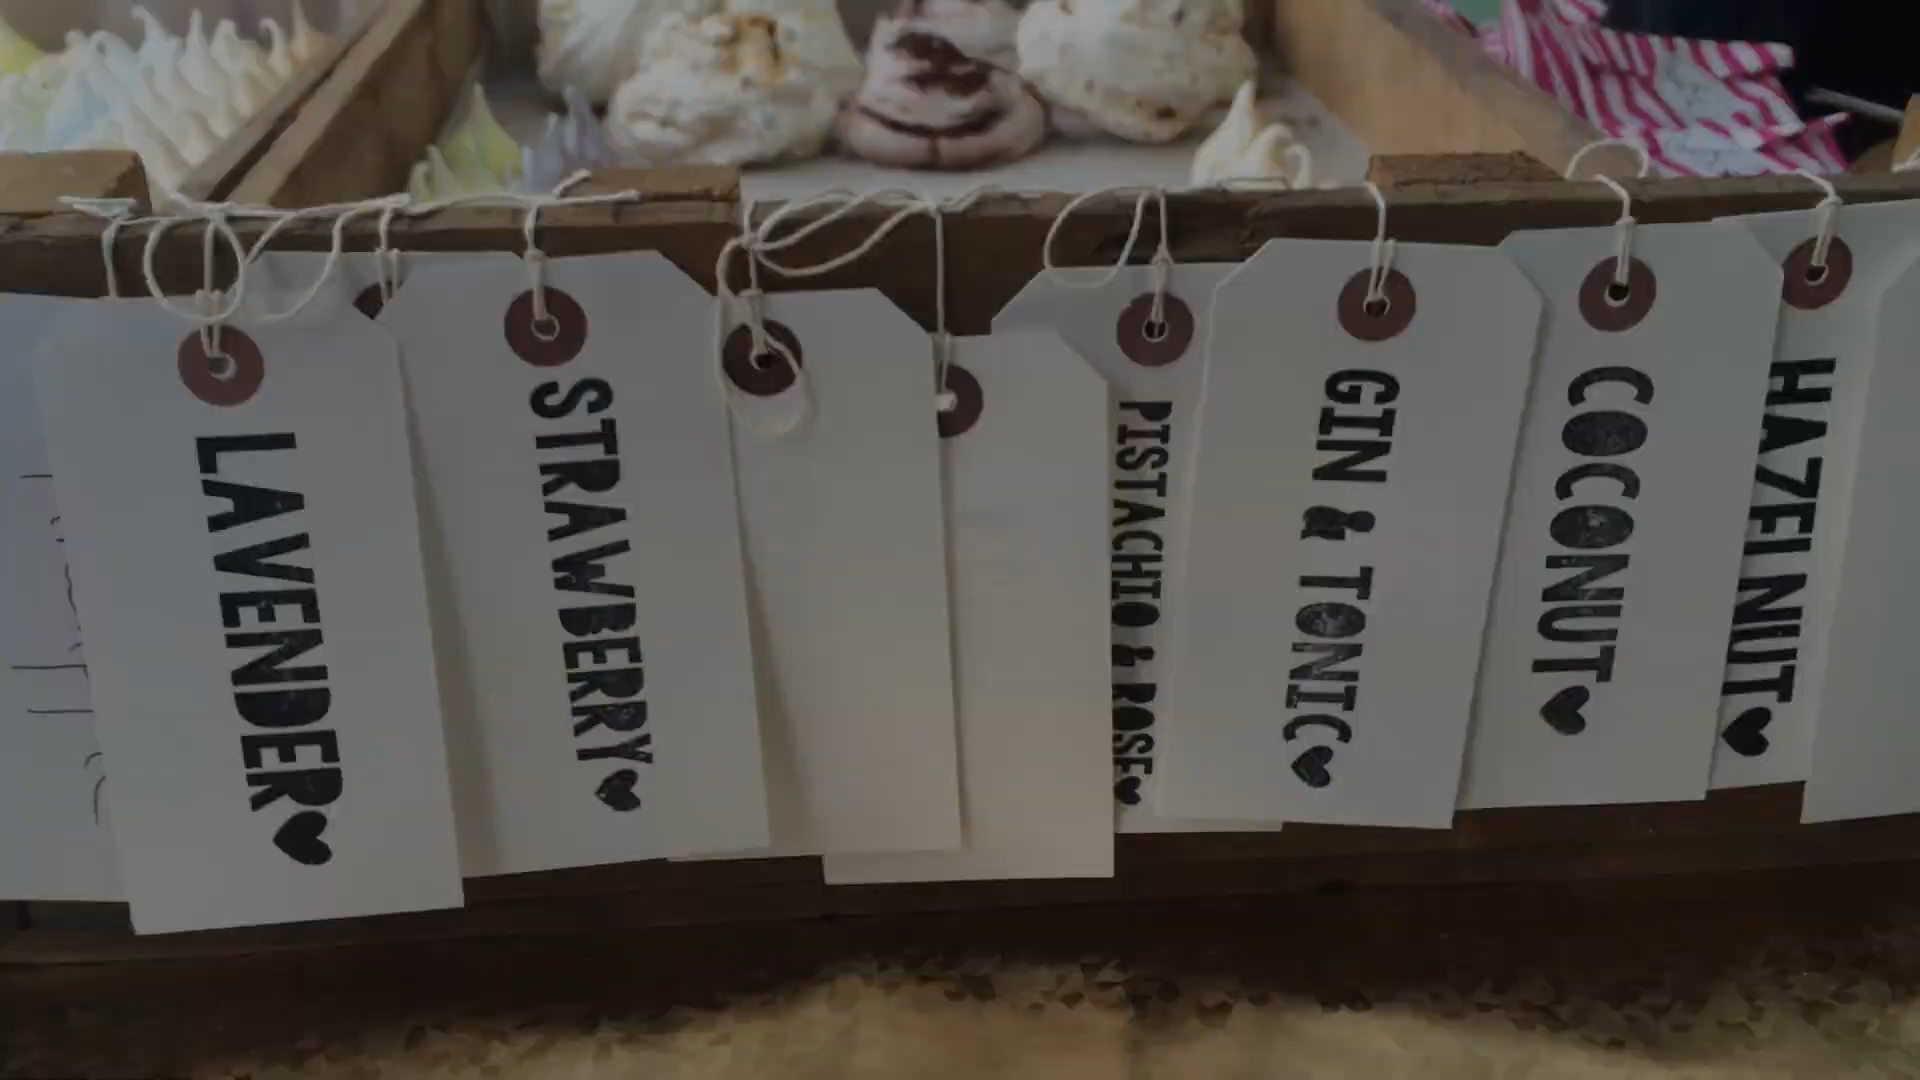 LAVENDER♥
STRAWBERRY♥
PISTACHIO & ROSE♥
GIN & TONIC♥
COCONUT♥
HAZELNUT♥